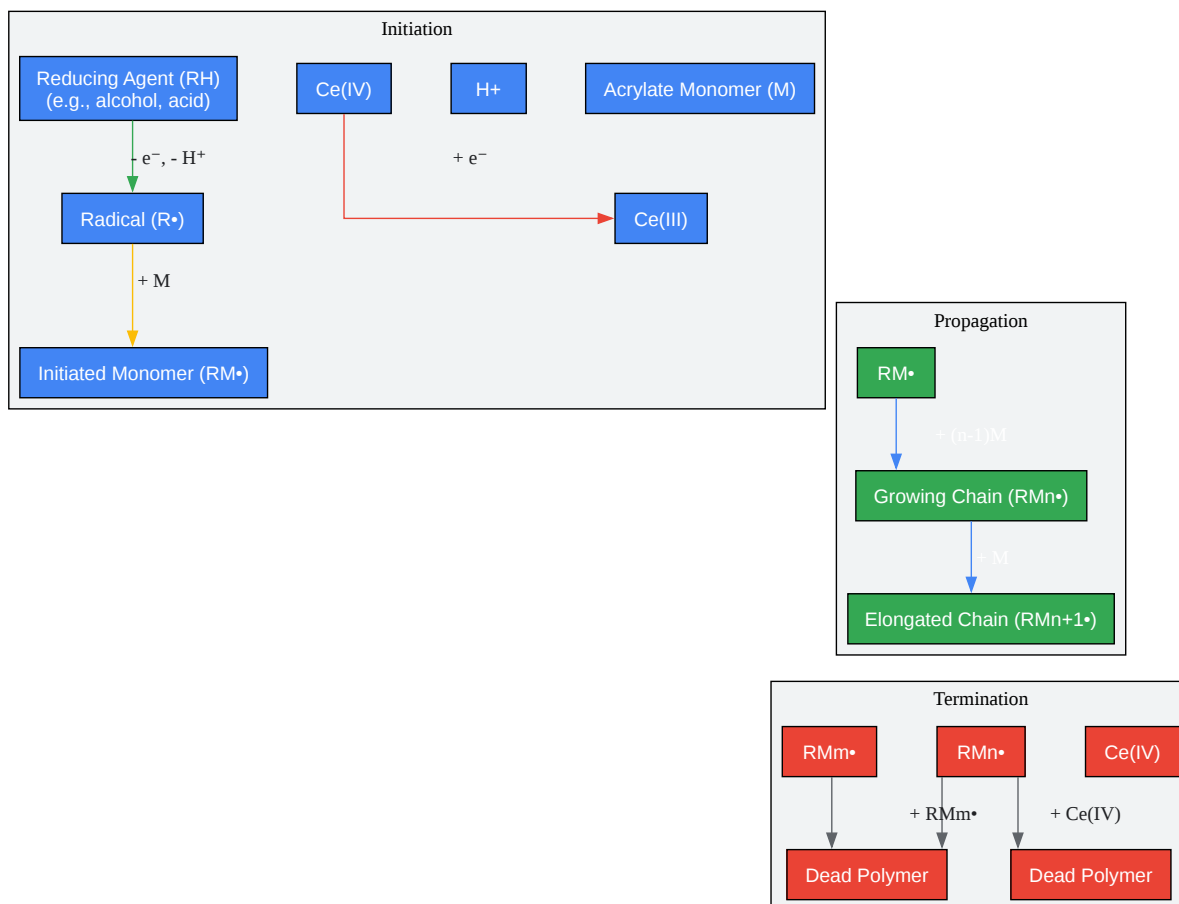 Initiation
Reducing Agent (RH)
(e.g., alcohol, acid)
Ce(IV)
H+
Acrylate Monomer (M)
- e⁻, - H⁺
+ e⁻
Radical (R•)
Ce(III)
+ M
Initiated Monomer (RM•)
Propagation
RM•
+ (n-1)M
Growing Chain (RMn•)
+ M
Elongated Chain (RMn+1•)
Termination
RMm•
RMn•
Ce(IV)
+ RMm•
+ Ce(IV)
Dead Polymer
Dead Polymer